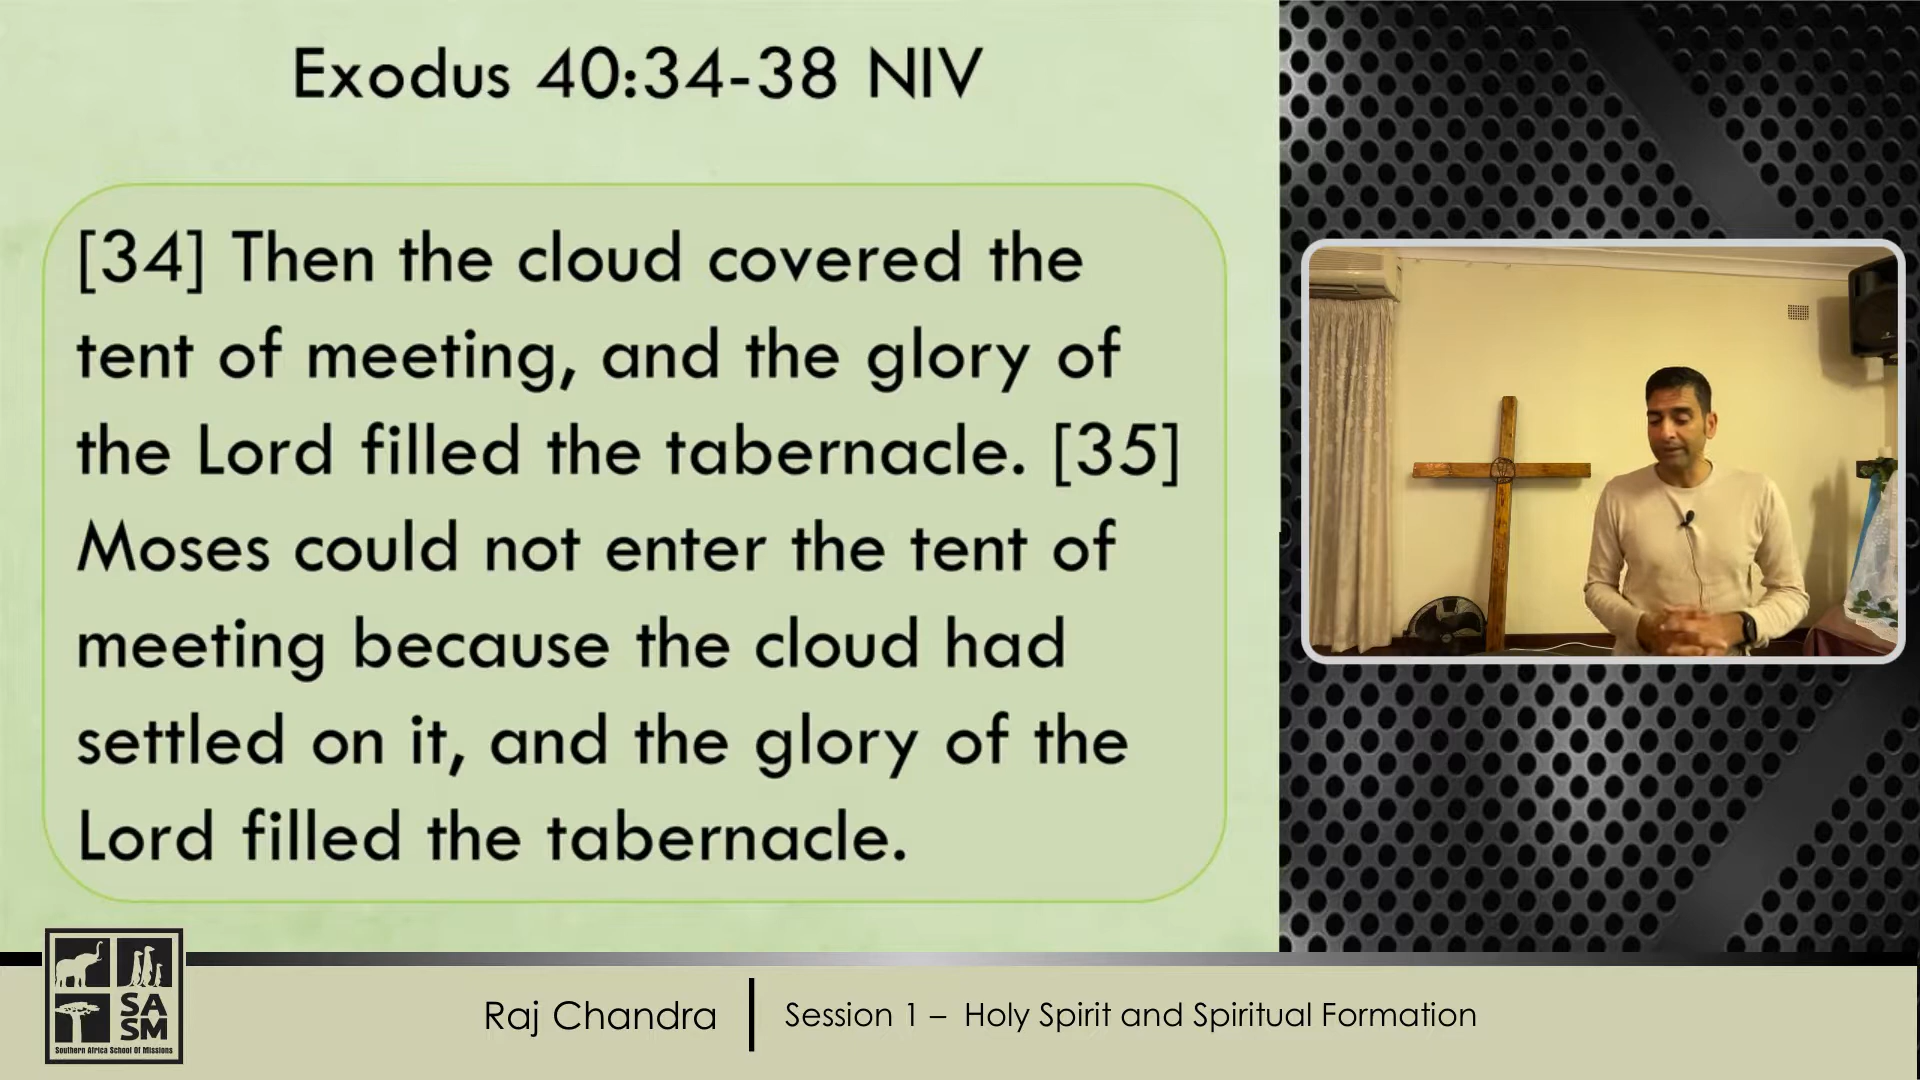 Exodus 40:34-38 NIV
[34] Then the cloud covered the
tent of meeting, and the glory of
the Lord filled the tabernacle. [35]
Moses could not enter the tent of
meeting because the cloud had
settled on it, and the glory of the
Lord filled the tabernacle.
SA
SM
Southern Africa School Of Missions
Raj Chandra
Session 1 – Holy Spirit and Spiritual Formation